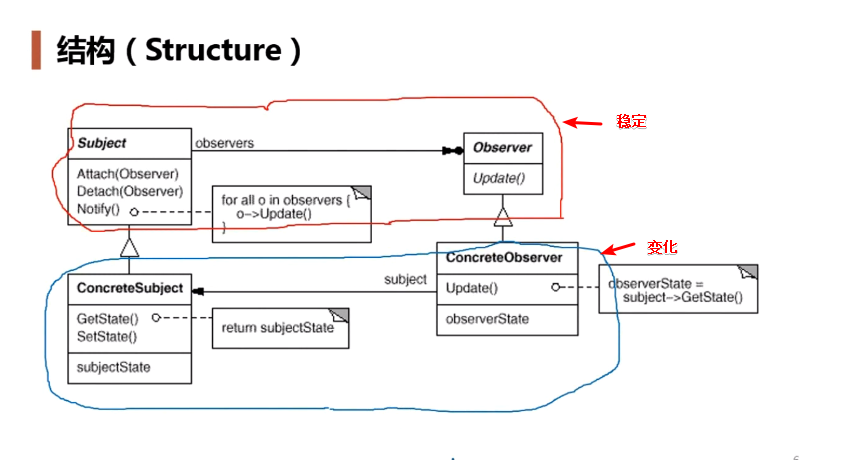 结构（Structure）
稳定
Subject
observers
Observer
Attach(Observer)
Detach(Observer)
Notify()
for all o in observers {
o->Update()
}
Update()
变化
ConcreteSubject
subject
ConcreteObserver
GetState()
SetState()
return subjectState
Update()
observerState =
subject->GetState()
subjectState
observerState